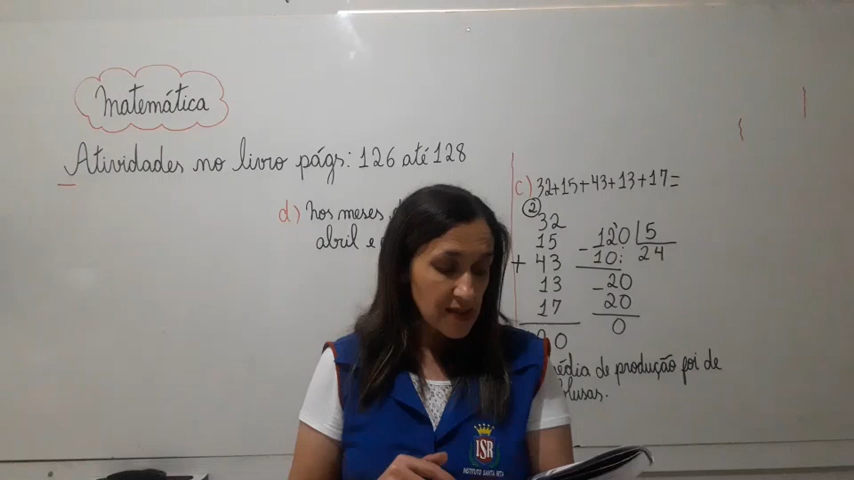 Matemática
Atividades no livro págs: 126 até 128
d) Nos meses
abril e
c) 32+15+43+13+17=
2
32
15
+ 43
13
17
20
- 120 5
10: 24
- 20
20
0
média de produção foi de
blusas.
ISR
INSTITUTO SANTA RITA